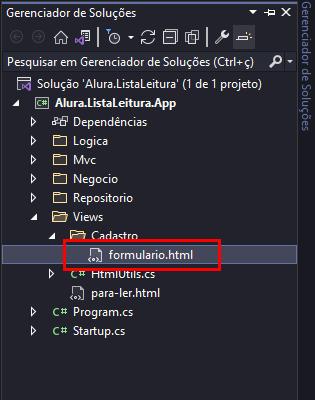 Gerenciador de Soluções
Pesquisar em Gerenciador de Soluções (Ctrl+ç)
Solução 'Alura.ListaLeitura' (1 de 1 projeto)
Alura.ListaLeitura.App
Dependências
Logica
Mvc
Negocio
Repositorio
Views
Cadastro
formulario.html
C# HtmlUtils.cs
para-ler.html
C# Program.cs
C# Startup.cs
Gerenciador de Soluções